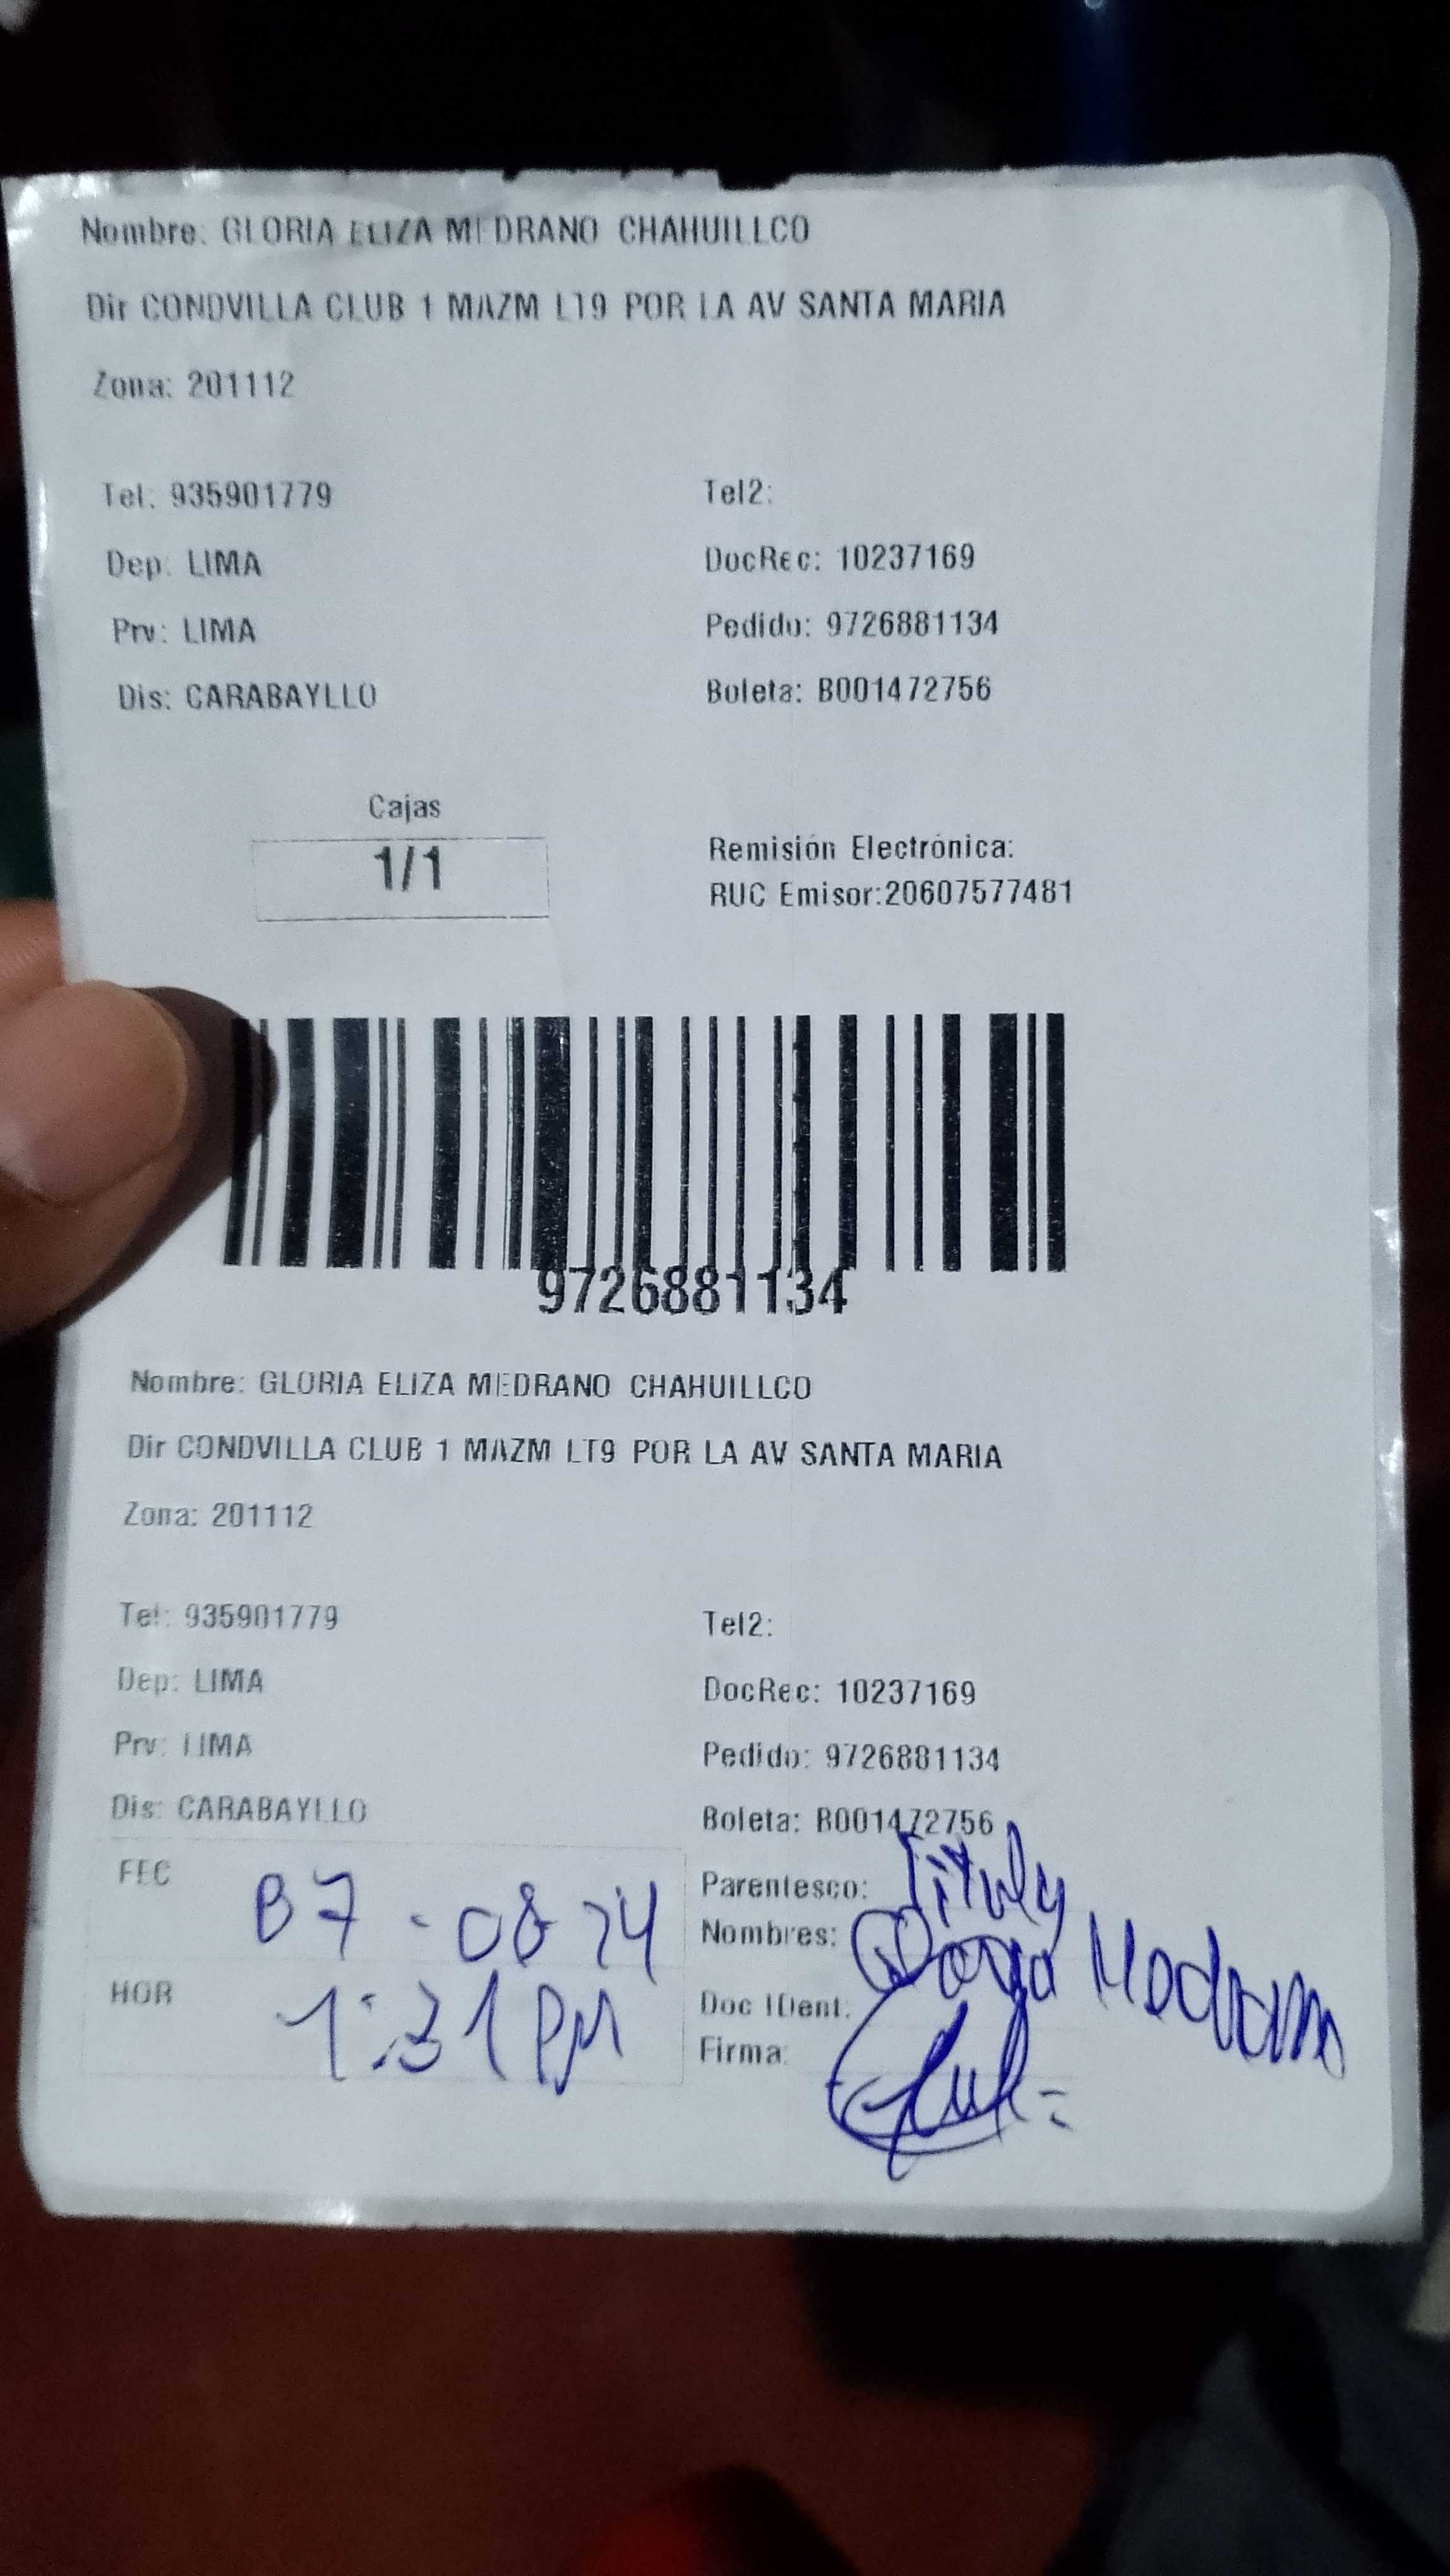 Nombre: GLORIA ELIZA MEDRANO CHAHUILLCO
Dir CONDVILLA CLUB 1 MAZM LT9 POR LA AV SANTA MARIA
Zona: 201112
Tel: 935901779 Tel2:
Dep: LIMA DocRec: 10237169
Prv: LIMA Pedido: 9726881134
Dis: CARABAYLLO Boleta: B001472756
Cajas
1/1
Remisión Electrónica:
RUC Emisor:20607577481
9726881134
Nombre: GLORIA ELIZA MEDRANO CHAHUILLCO
Dir CONDVILLA CLUB 1 MAZM LT9 POR LA AV SANTA MARIA
Zona: 201112
Tel: 935901779 Tel2:
Dep: LIMA DocRec: 10237169
Prv: LIMA Pedido: 9726881134
Dis: CARABAYLLO Boleta: B001472756
FEC 07-08-24 Parentesco:
Nombres: Gloria Medrano
HOR 1:31 PM Doc IDent:
Firma: